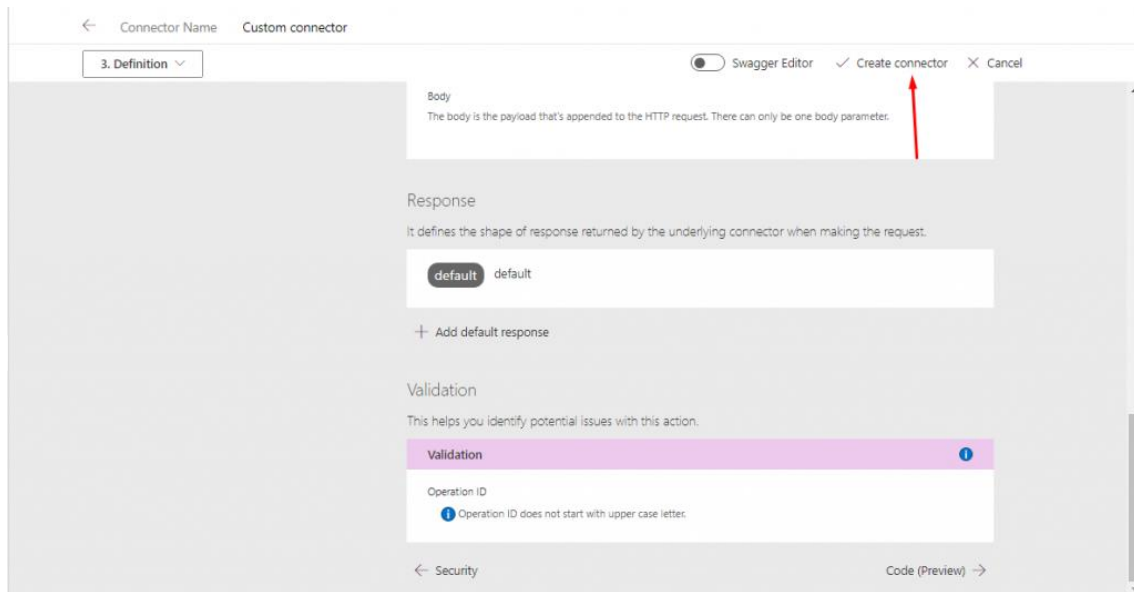 Connector Name Custom connector
3. Definition
Swagger Editor Create connector Cancel
Body
The body is the payload that's appended to the HTTP request. There can only be one body parameter.
Response
It defines the shape of response returned by the underlying connector when making the request.
default default
Add default response
Validation
This helps you identify potential issues with this action.
Validation
Operation ID
Operation ID does not start with upper case letter.
Security
Code (Preview)